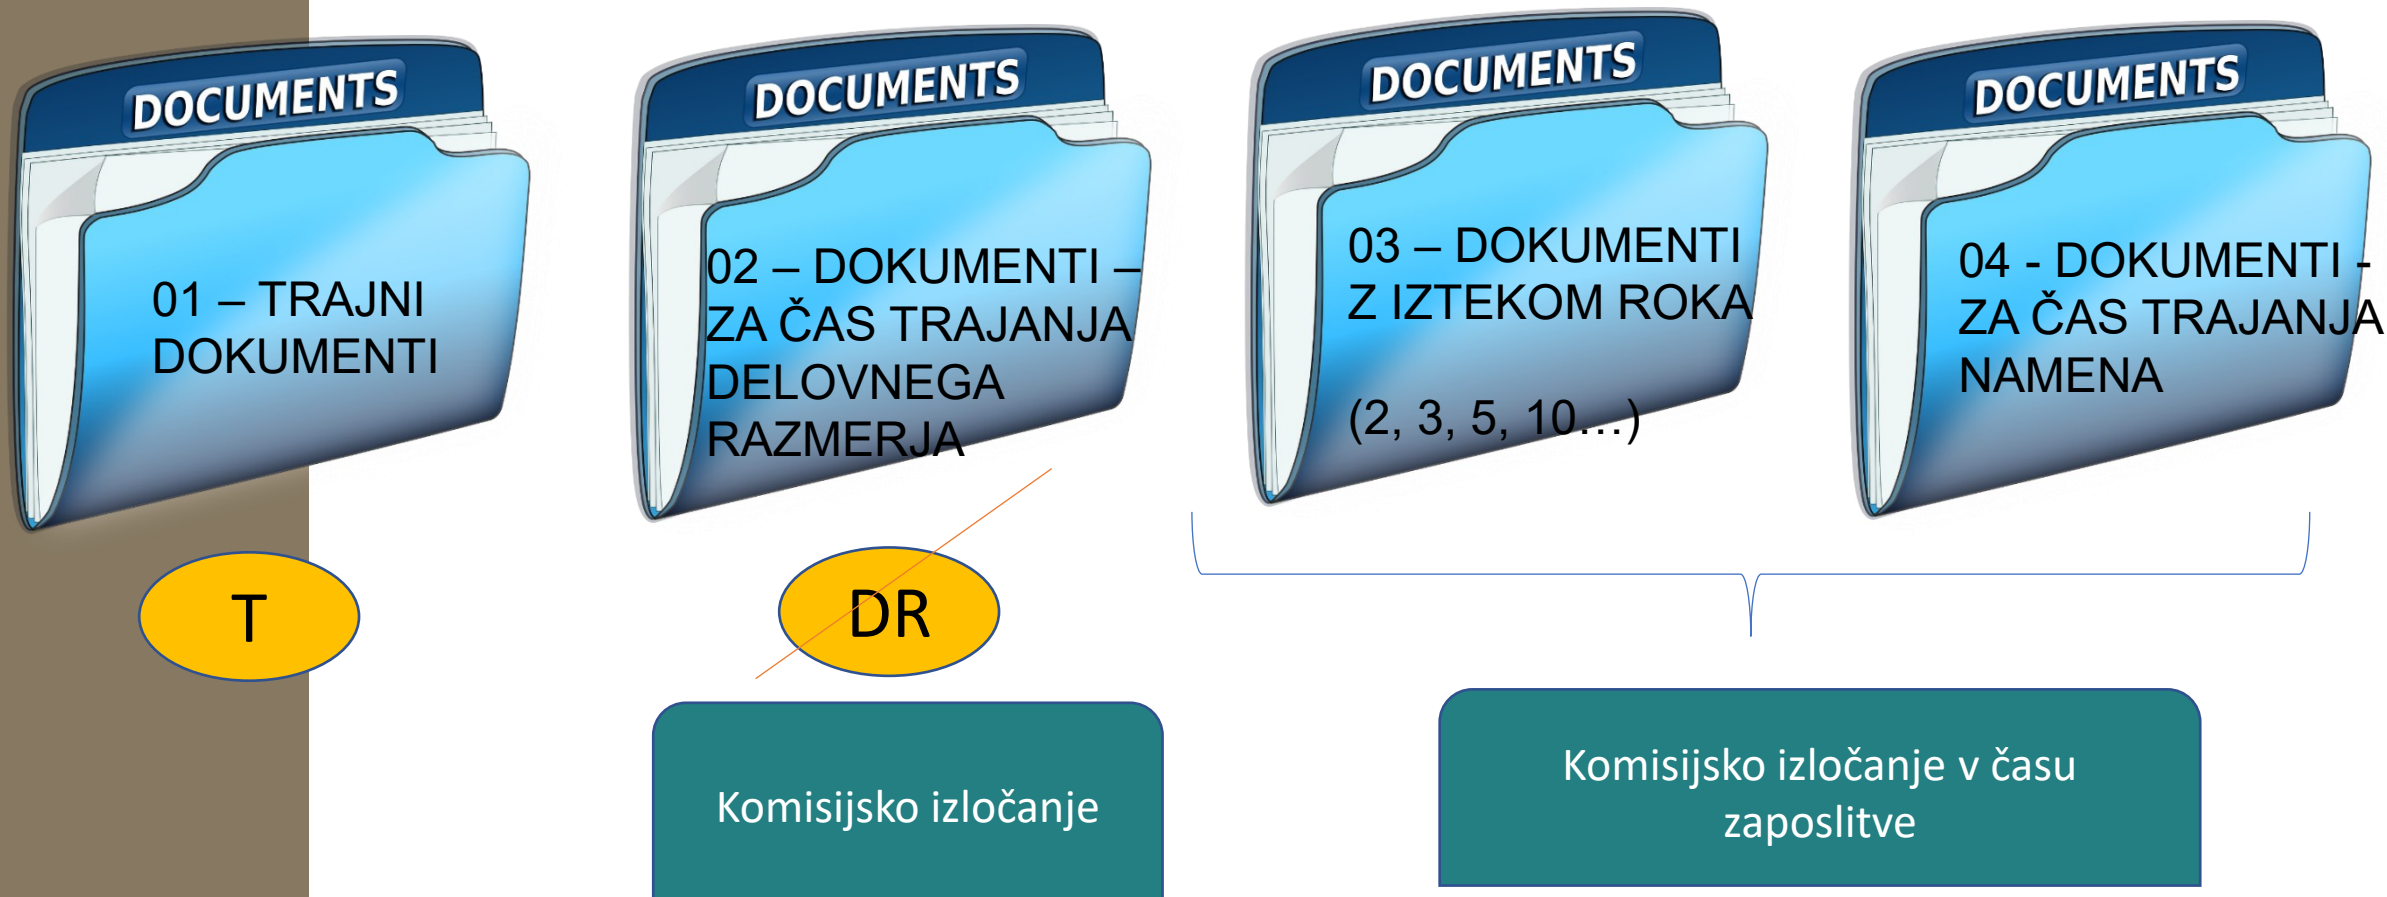 DOCUMENTS
01 – TRAJNI
DOKUMENTI
T
DOCUMENTS
02 – DOKUMENTI –
ZA ČAS TRAJANJA
DELOVNEGA
RAZMERJA
DR
Komisijsko izločanje
DOCUMENTS
03 – DOKUMENTI
Z IZTEKOM ROKA
(2, 3, 5, 10…)
DOCUMENTS
04 - DOKUMENTI -
ZA ČAS TRAJANJA
NAMENA
Komisijsko izločanje v času
zaposlitve